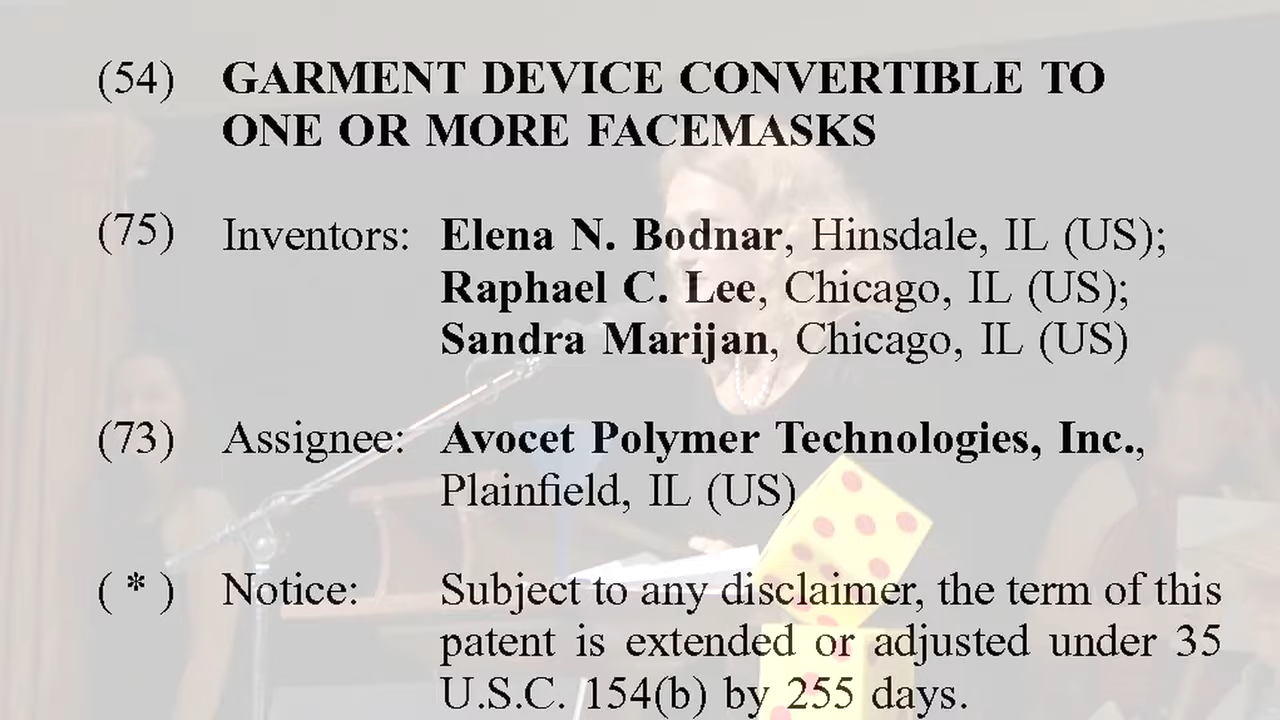 (54) GARMENT DEVICE CONVERTIBLE TO
ONE OR MORE FACEMASKS
(75) Inventors: Elena N. Bodnar, Hinsdale, IL (US);
Raphael C. Lee, Chicago, IL (US);
Sandra Marijan, Chicago, IL (US)
(73) Assignee: Avocet Polymer Technologies, Inc.,
Plainfield, IL (US)
( * ) Notice: Subject to any disclaimer, the term of this
patent is extended or adjusted under 35
U.S.C. 154(b) by 255 days.